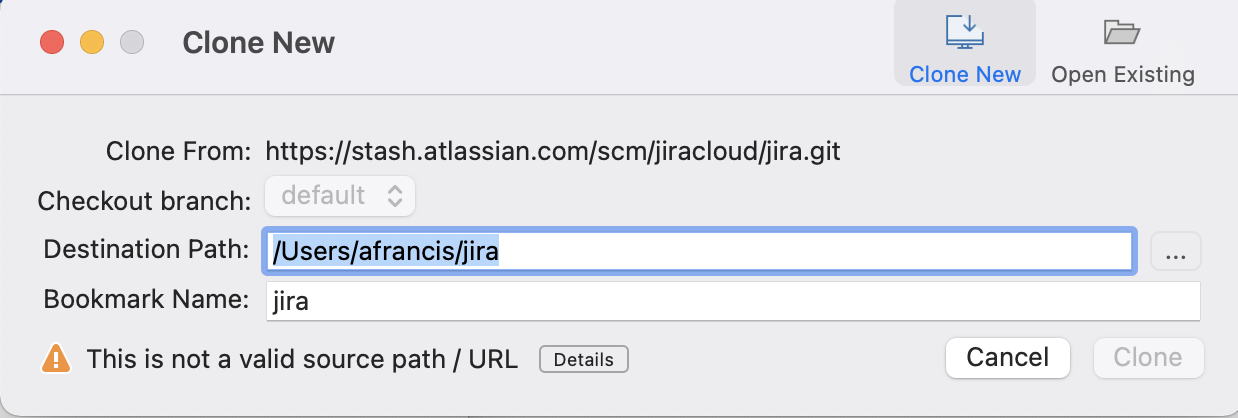 Clone New
Clone New
Open Existing
Clone From: https://stash.atlassian.com/scm/jiracloud/jira.git
Checkout branch: default
Destination Path: /Users/afrancis/jira ...
Bookmark Name: jira
This is not a valid source path / URL Details Cancel Clone